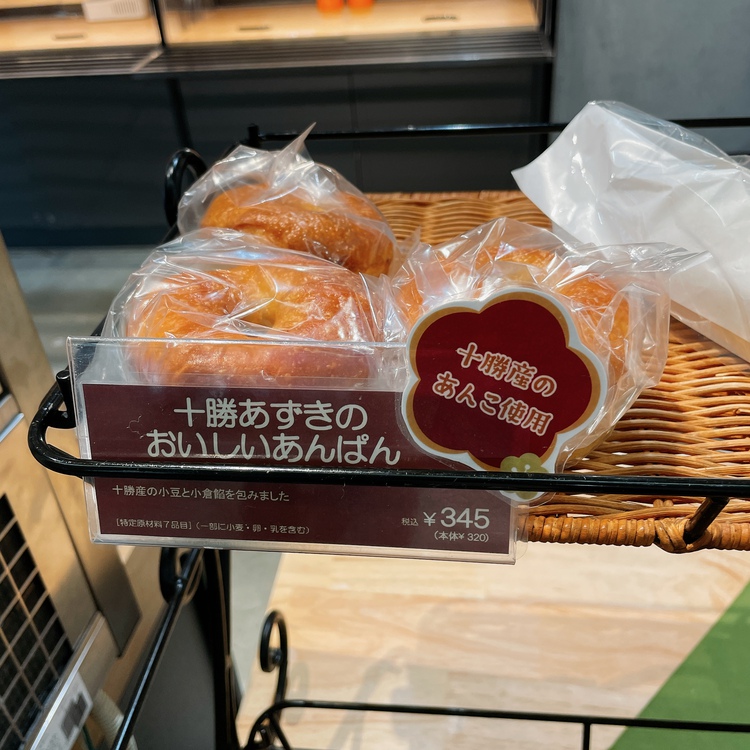 十勝産の
あんこ使用
十勝あずきの
おいしいあんぱん
十勝産の小豆と小倉餡を包みました
[特定原材料7品目](一部に小麦・卵・乳を含む)
税込 ¥345
(本体¥ 320)